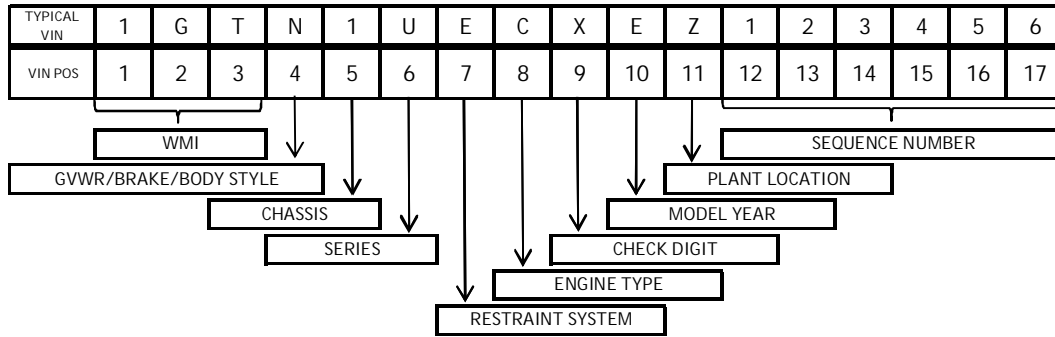 TYPICAL VIN 1 G T N 1 U E C X E Z 1 2 3 4 5 6
VIN POS 1 2 3 4 5 6 7 8 9 10 11 12 13 14 15 16 17
WMI SEQUENCE NUMBER
GVWR/BRAKE/BODY STYLE PLANT LOCATION
CHASSIS MODEL YEAR
SERIES CHECK DIGIT
ENGINE TYPE
RESTRAINT SYSTEM